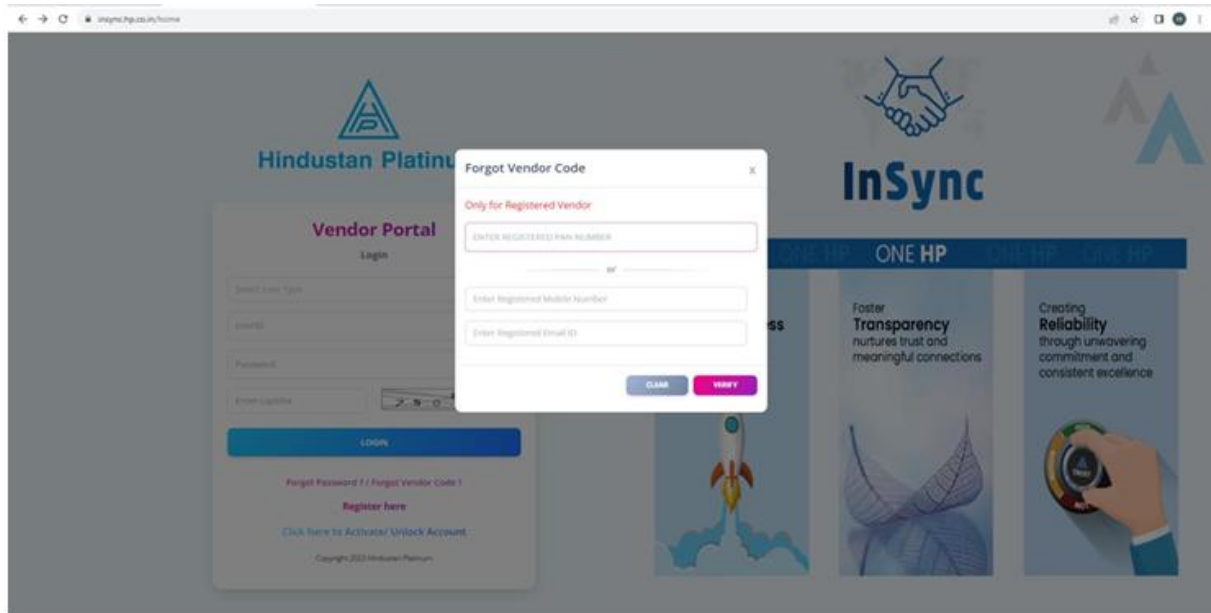 insync.hp.co.in/home
Hindustan Platinu
Vendor Portal
Login
Select User Type
UserID
Password
Enter captcha
LOGIN
Forgot Password ? / Forgot Vendor Code ?
Register here
Click here to Activate/ Unlock Account
Copyright 2023 Hindustan Platinum
Forgot Vendor Code
X
Only for Registered Vendor
ENTER REGISTERED PAN NUMBER
or
Enter Registered Mobile Number
Enter Registered Email ID
CLEAR
VERIFY
InSync
ONE HP
ONE HP
ONE HP
ONE HP
ss
Foster
Transparency
nurtures trust and
meaningful connections
Creating
Reliability
through unwavering
commitment and
consistent excellence
TRUST